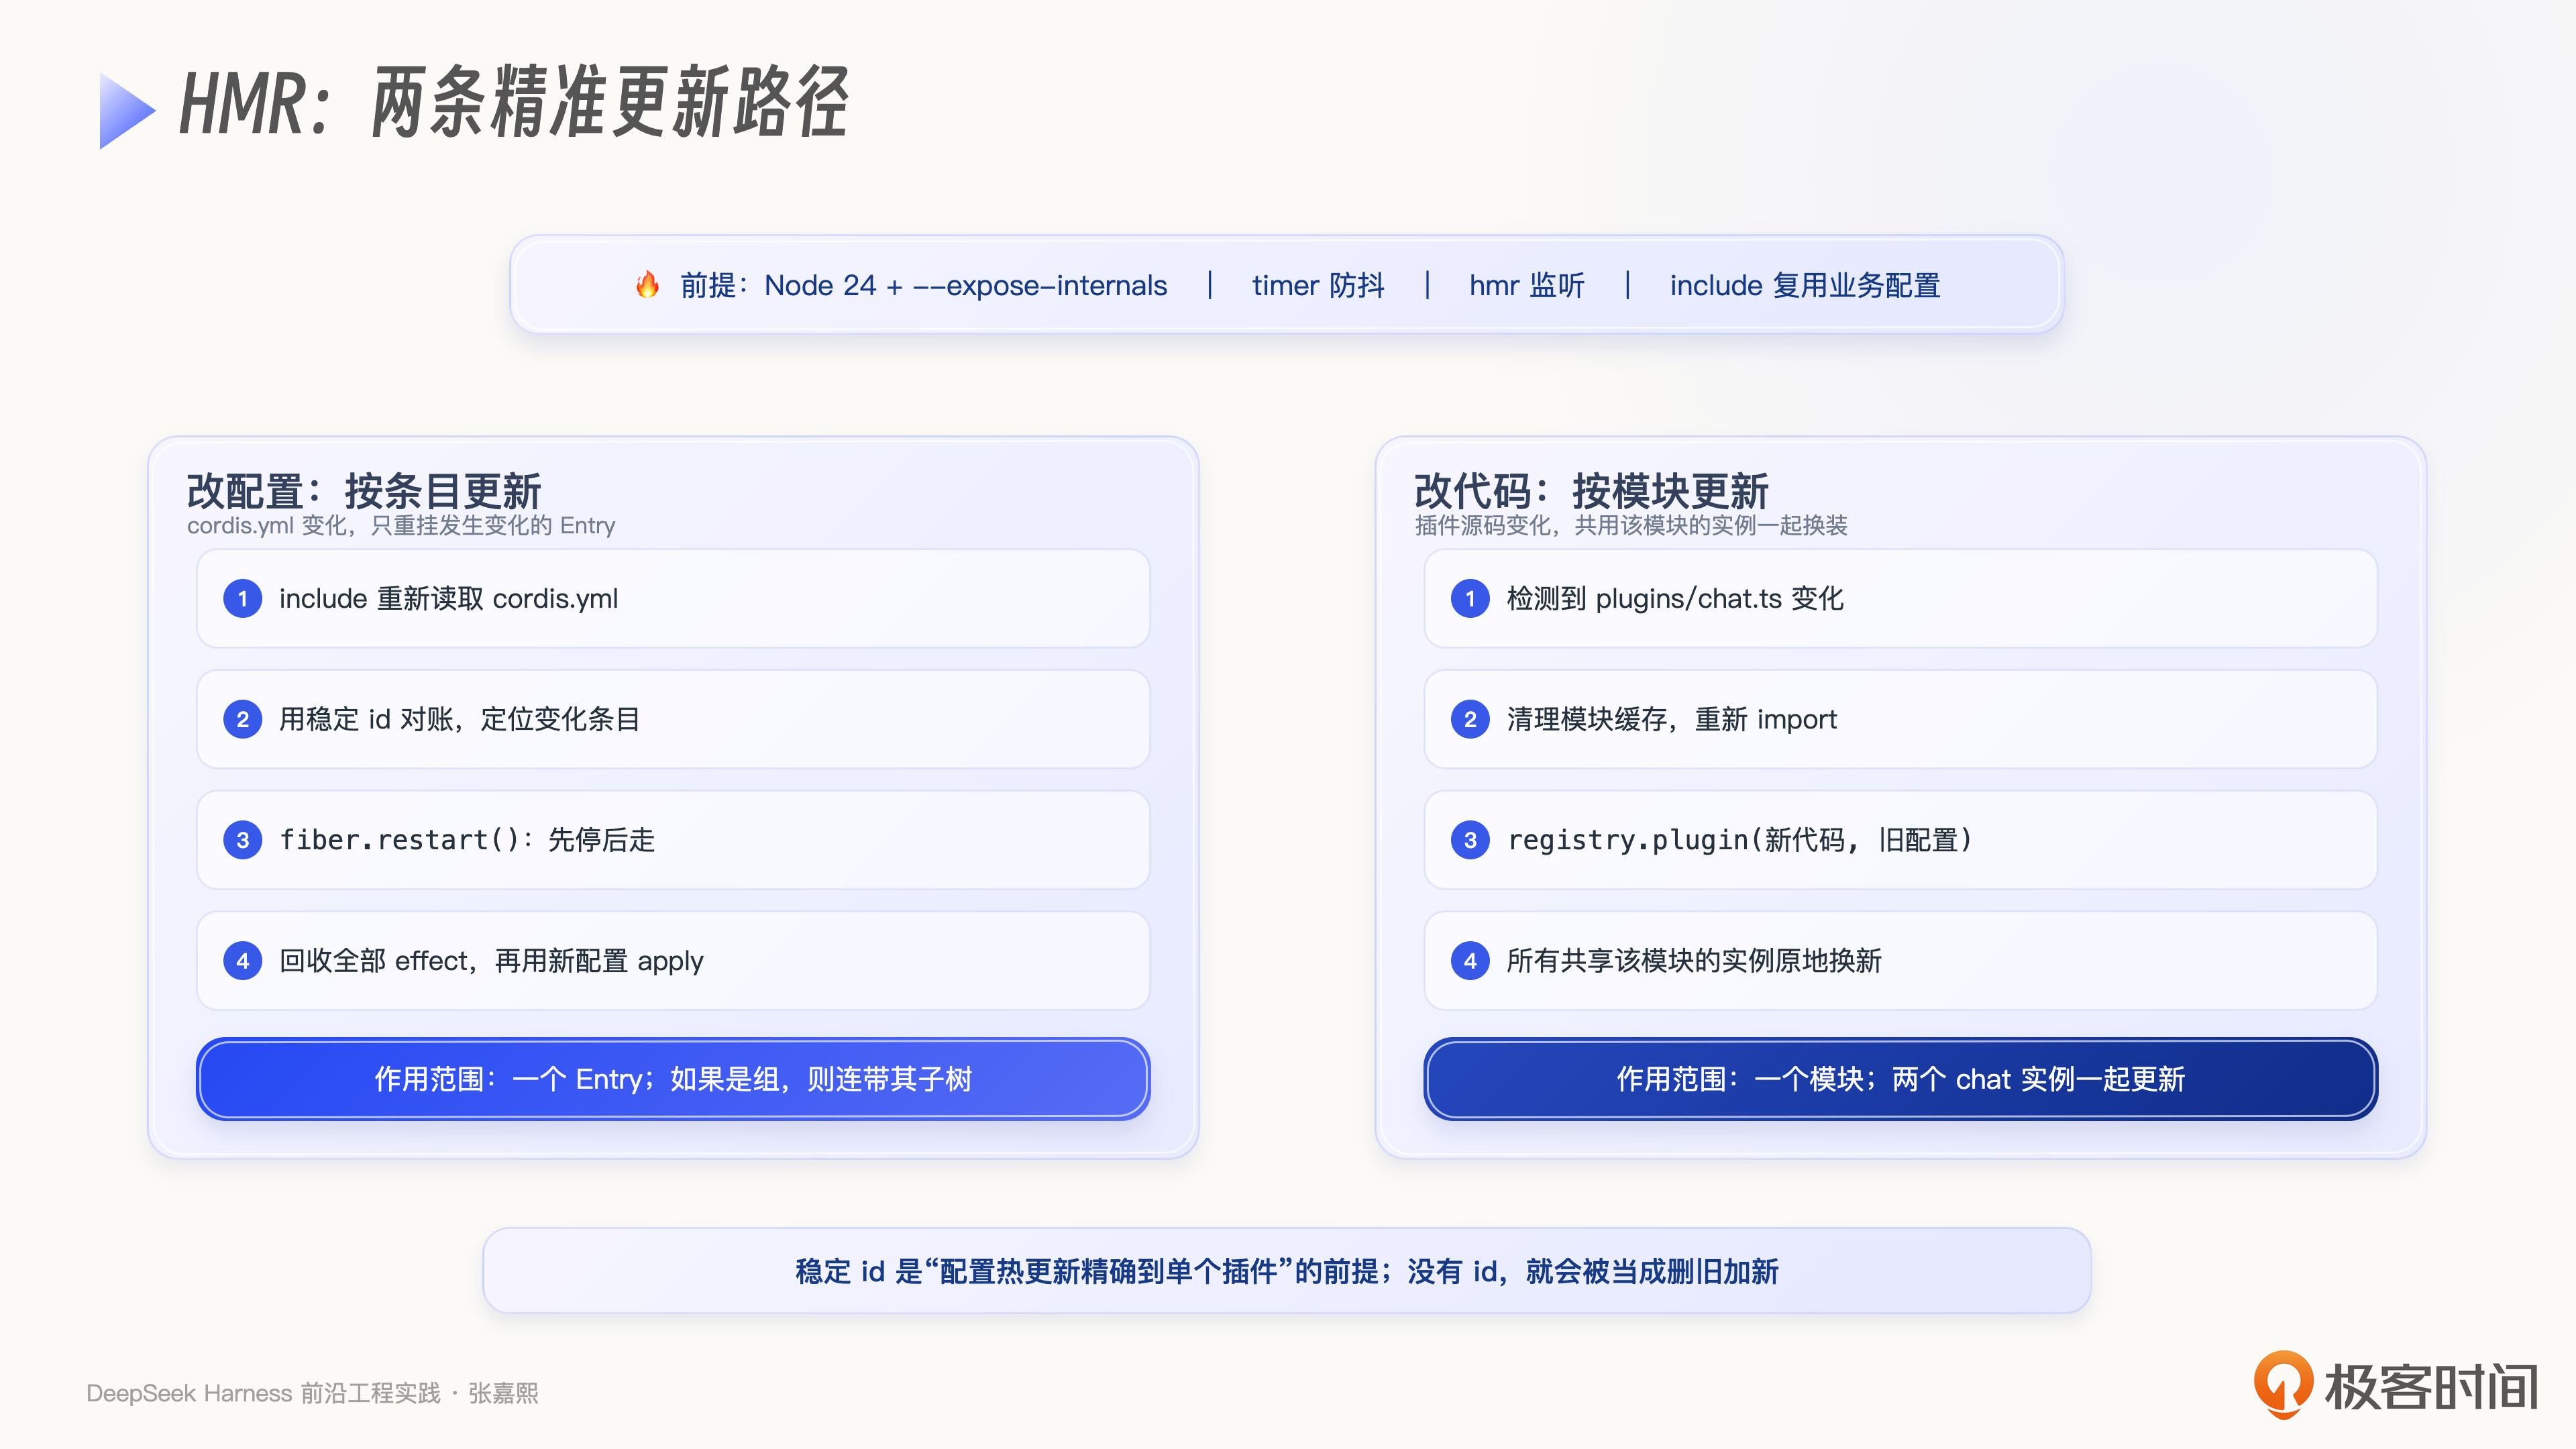 HMR：两条精准更新路径
🔥 前提：Node 24 + --expose-internals | timer 防抖 | hmr 监听 | include 复用业务配置
改配置：按条目更新
cordis.yml 变化，只重挂发生变化的 Entry
1 include 重新读取 cordis.yml
2 用稳定 id 对账，定位变化条目
3 fiber.restart()：先停后走
4 回收全部 effect，再用新配置 apply
作用范围：一个 Entry；如果是组，则连带其子树
改代码：按模块更新
插件源码变化，共用该模块的实例一起换装
1 检测到 plugins/chat.ts 变化
2 清理模块缓存，重新 import
3 registry.plugin(新代码, 旧配置)
4 所有共享该模块的实例原地换新
作用范围：一个模块；两个 chat 实例一起更新
稳定 id 是“配置热更新精确到单个插件”的前提；没有 id，就会被当成删旧加新
DeepSeek Harness 前沿工程实践 · 张嘉熙
极客时间